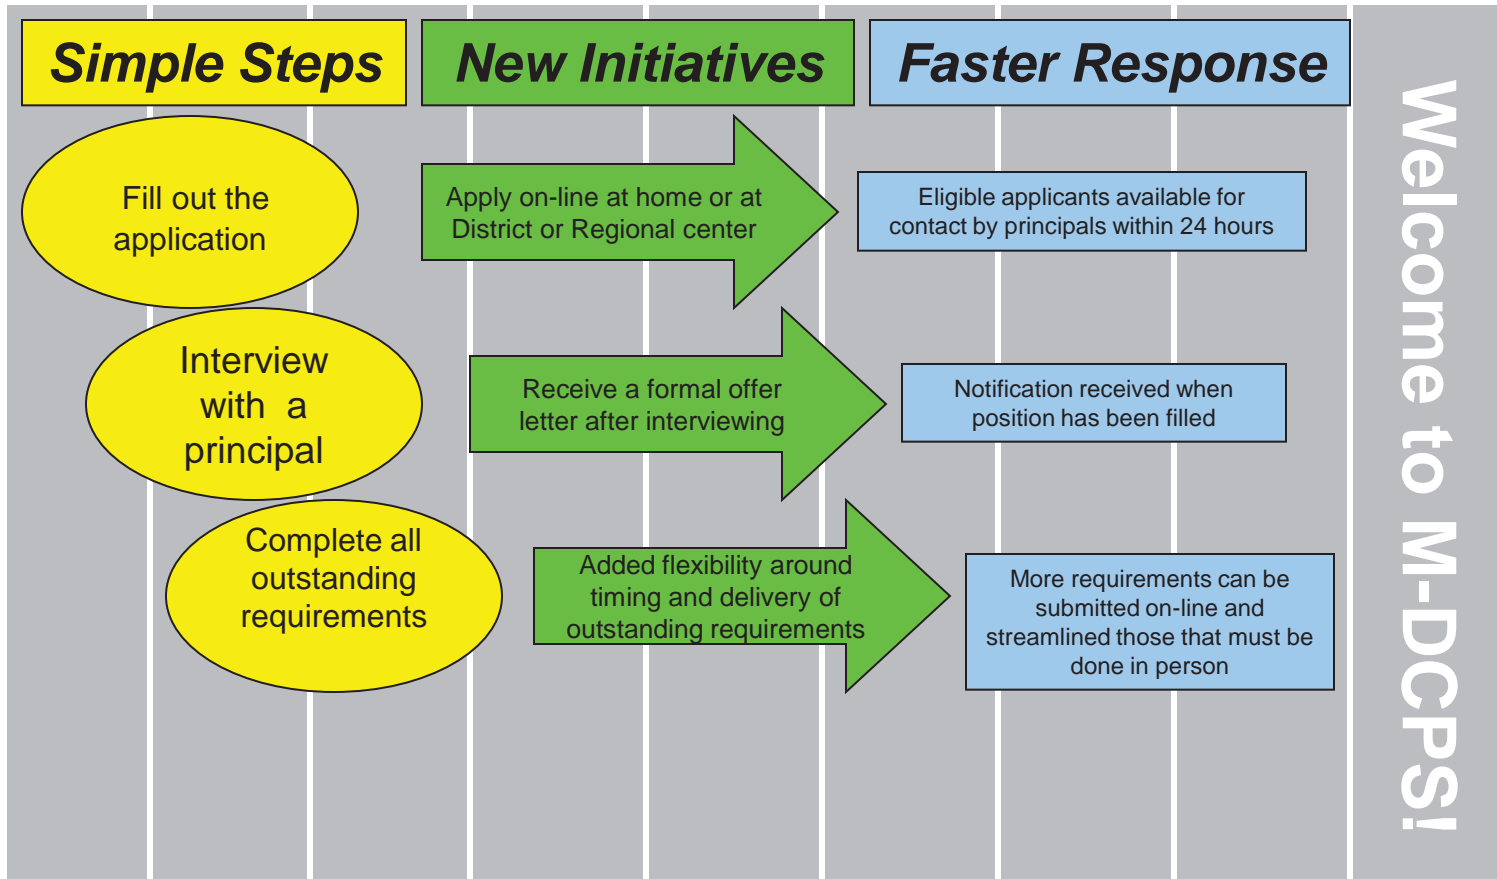 Simple Steps
New Initiatives
Faster Response
Fill out the
application
Apply on-line at home or at
District or Regional center
Eligible applicants available for
contact by principals within 24 hours
Interview
with a
principal
Receive a formal offer
letter after interviewing
Notification received when
position has been filled
Complete all
outstanding
requirements
Added flexibility around
timing and delivery of
outstanding requirements
More requirements can be
submitted on-line and
streamlined those that must be
done in person
Welcome to M-DCPS!